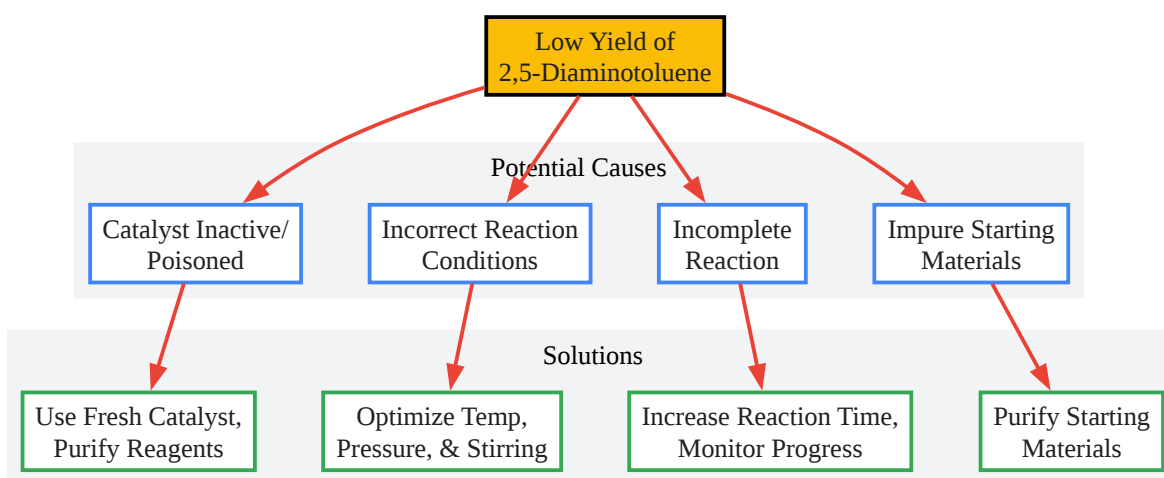 Low Yield of
2,5-Diaminotoluene
Potential Causes
Catalyst Inactive/
Poisoned
Incorrect Reaction
Conditions
Incomplete
Reaction
Impure Starting
Materials
Solutions
Use Fresh Catalyst,
Purify Reagents
Optimize Temp,
Pressure, & Stirring
Increase Reaction Time,
Monitor Progress
Purify Starting
Materials